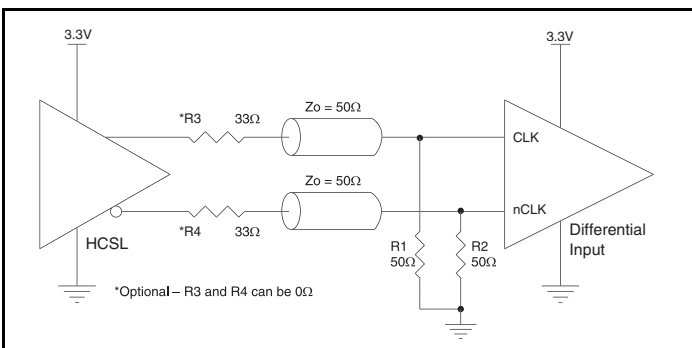 3.3V
3.3V
*R3 33Ω
Zo = 50Ω
CLK
Zo = 50Ω
nCLK
*R4 33Ω
HCSL
R1
50Ω
R2
50Ω
Differential
Input
*Optional – R3 and R4 can be 0Ω